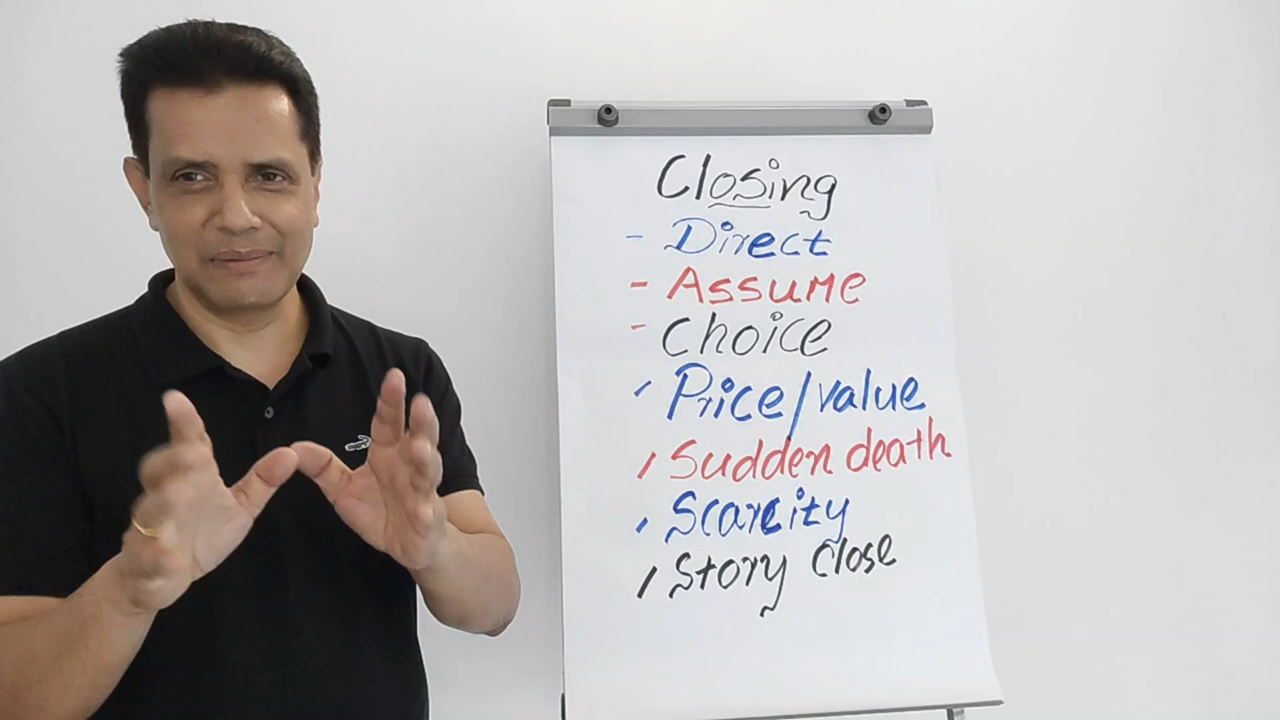 Closing
- Direct
- Assume
- Choice
- Price/value
- Sudden death
- Scarcity
- Story close